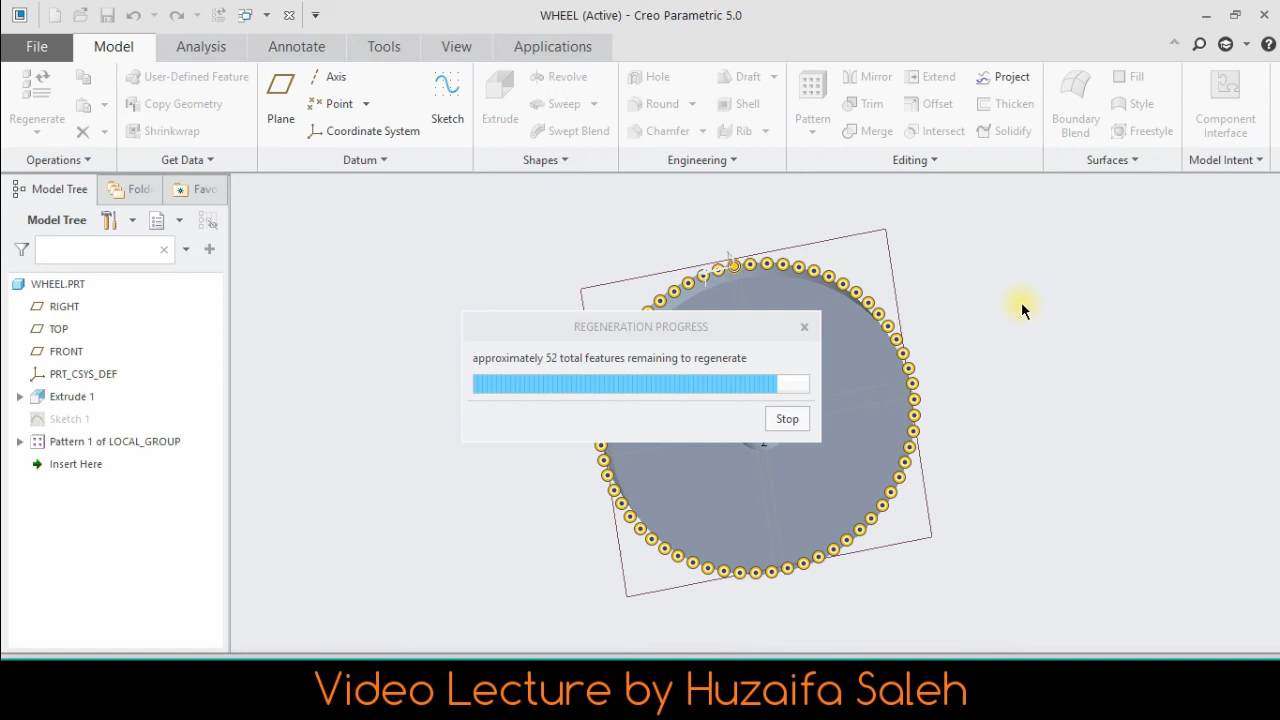 WHEEL (Active) - Creo Parametric 5.0
File Model Analysis Annotate Tools View Applications
Regenerate
User-Defined Feature
Copy Geometry
Shrinkwrap
Plane
Axis
Point
Coordinate System
Sketch
Extrude
Revolve
Sweep
Swept Blend
Hole
Round
Chamfer
Draft
Shell
Rib
Pattern
Mirror
Trim
Merge
Extend
Offset
Intersect
Project
Thicken
Solidify
Boundary
Blend
Fill
Style
Freestyle
Component
Interface
Operations Get Data Datum Shapes Engineering Editing Surfaces Model Intent
Model Tree Fold Favo
Model Tree
WHEEL.PRT
RIGHT
TOP
FRONT
PRT_CSYS_DEF
Extrude 1
Sketch 1
Pattern 1 of LOCAL_GROUP
Insert Here
REGENERATION PROGRESS
approximately 52 total features remaining to regenerate
Stop
Video Lecture by Huzaifa Saleh